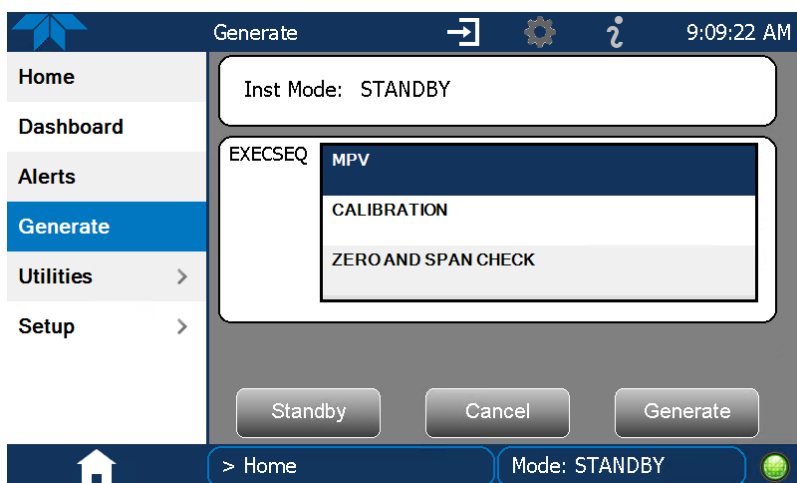 Generate
9:09:22 AM
Home
Dashboard
Alerts
Generate
Utilities
Setup
Inst Mode: STANDBY
EXECSEQ
MPV
CALIBRATION
ZERO AND SPAN CHECK
Standby
Cancel
Generate
> Home
Mode: STANDBY